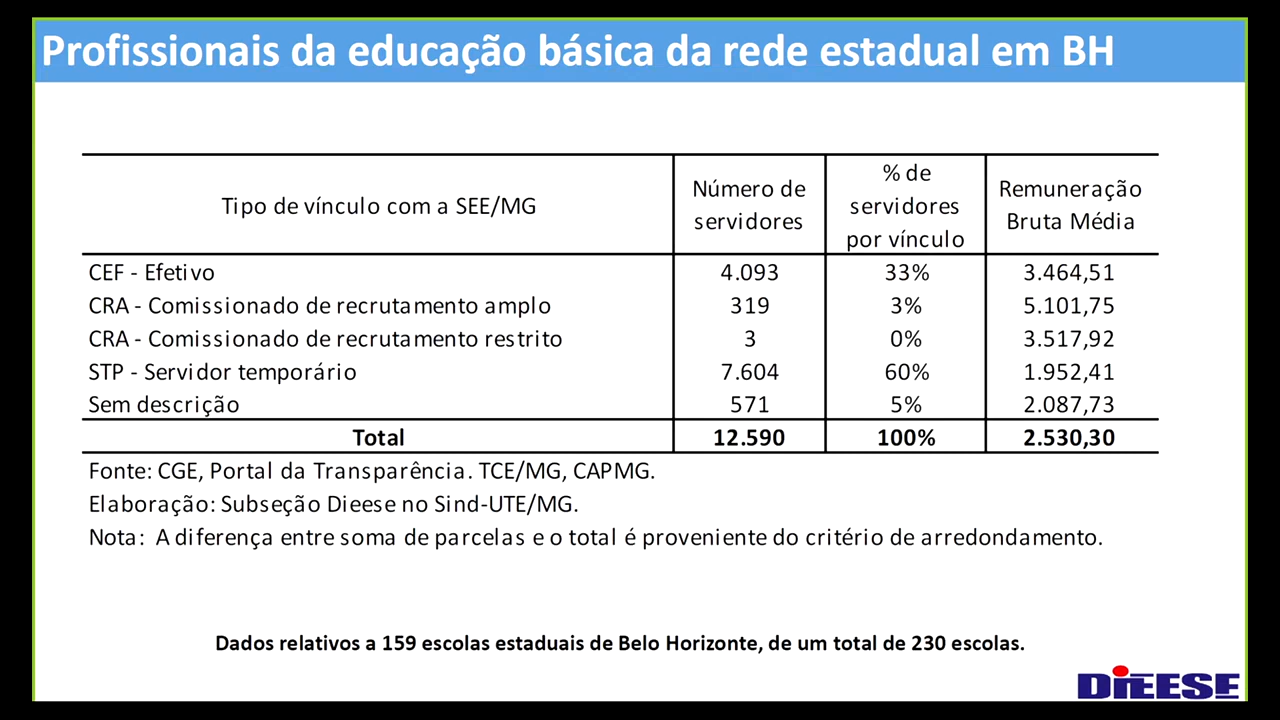 Profissionais da educação básica da rede estadual em BH
Tipo de vínculo com a SEE/MG | Número de servidores | % de servidores por vínculo | Remuneração Bruta Média
CEF - Efetivo | 4.093 | 33% | 3.464,51
CRA - Comissionado de recrutamento amplo | 319 | 3% | 5.101,75
CRA - Comissionado de recrutamento restrito | 3 | 0% | 3.517,92
STP - Servidor temporário | 7.604 | 60% | 1.952,41
Sem descrição | 571 | 5% | 2.087,73
Total | 12.590 | 100% | 2.530,30
Fonte: CGE, Portal da Transparência. TCE/MG, CAPMG.
Elaboração: Subseção Dieese no Sind-UTE/MG.
Nota: A diferença entre soma de parcelas e o total é proveniente do critério de arredondamento.
Dados relativos a 159 escolas estaduais de Belo Horizonte, de um total de 230 escolas.
DIEESE